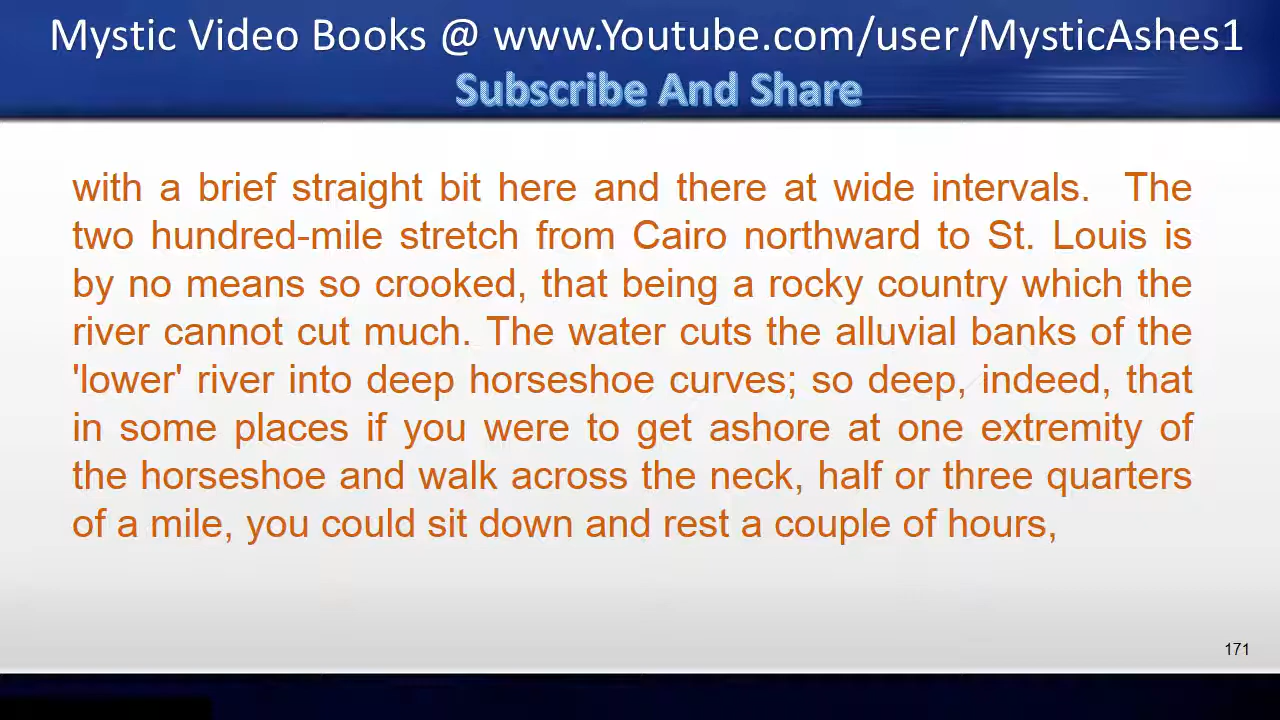 Mystic Video Books @ www.Youtube.com/user/MysticAshes1
Subscribe And Share
with a brief straight bit here and there at wide intervals. The
two hundred-mile stretch from Cairo northward to St. Louis is
by no means so crooked, that being a rocky country which the
river cannot cut much. The water cuts the alluvial banks of the
'lower' river into deep horseshoe curves; so deep, indeed, that
in some places if you were to get ashore at one extremity of
the horseshoe and walk across the neck, half or three quarters
of a mile, you could sit down and rest a couple of hours,
171